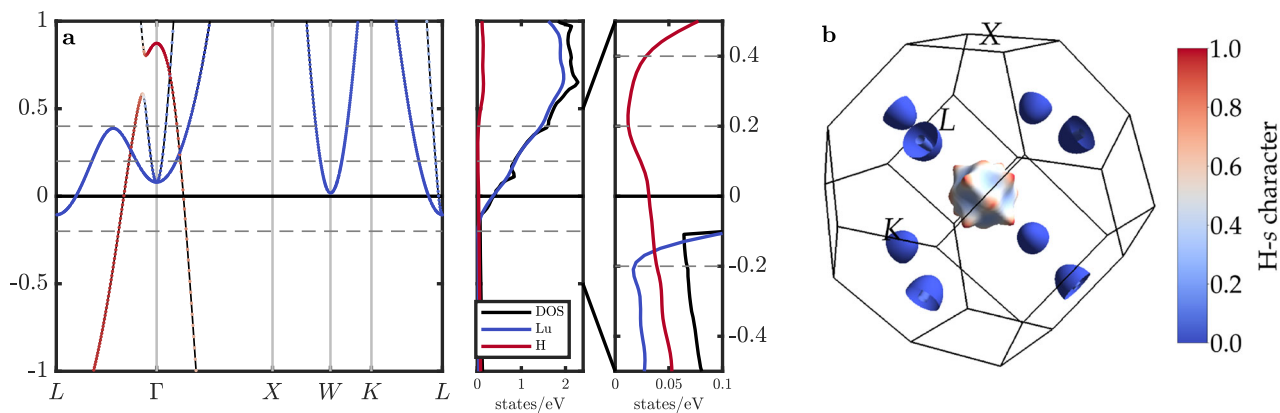 a
1
0.5
0
-0.5
-1
L Γ X W K L
DOS
Lu
H
0 1 2
states/eV
0.4
0.2
0
-0.2
-0.4
0 0.05 0.1
states/eV
b
X
L
K
1.0
0.8
0.6
0.4
0.2
0.0
H-s character